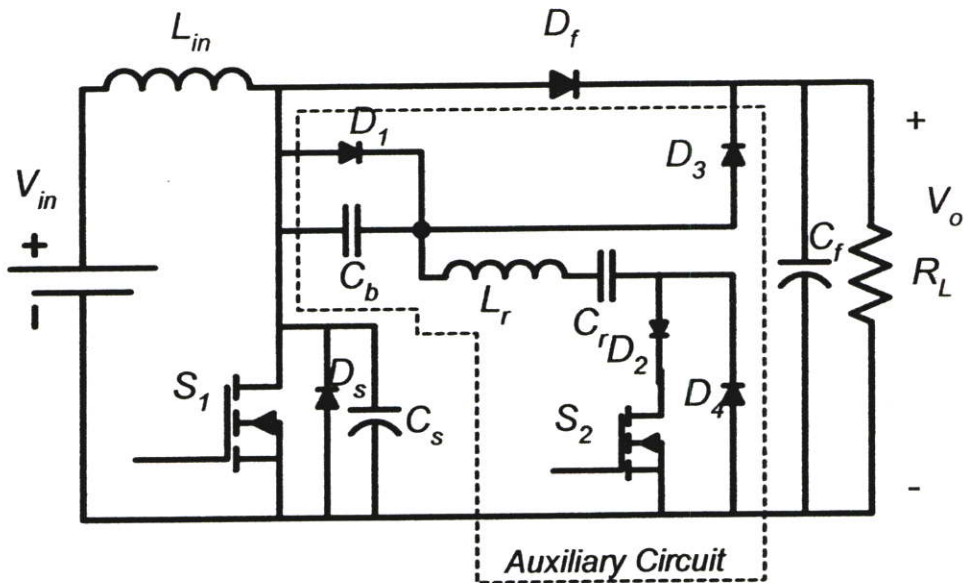 L_in
D_f
D_1
+
D_3
V_in
V_o
+
C_f
C_b
R_L
L_r
-
C_r
D_2
D_s
S_1
D_4
C_s
S_2
-
Auxiliary Circuit